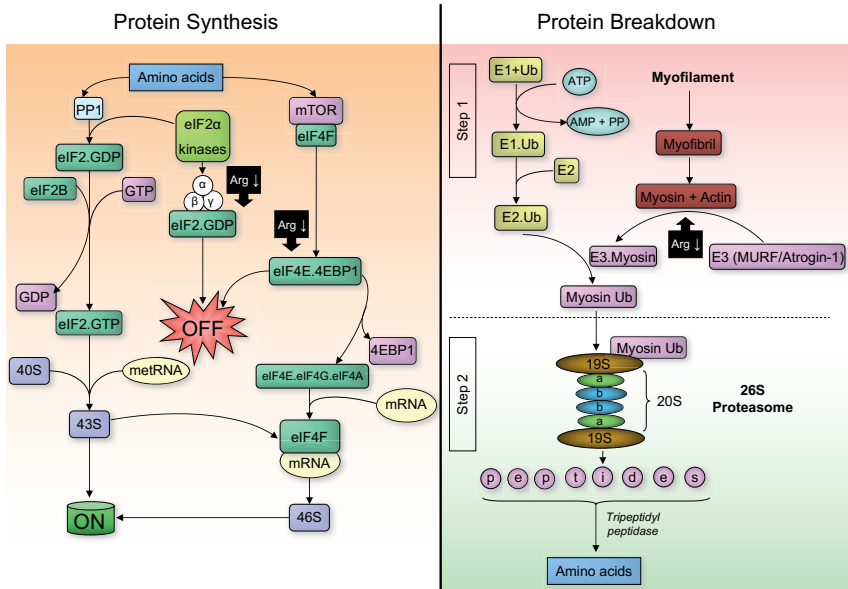 Protein Synthesis
Amino acids
PP1
eIF2α
kinases
mTOR
eIF4F
eIF2.GDP
eIF2B
GTP
α
β γ
Arg ↓
eIF2.GDP
Arg ↓
eIF4E.4EBP1
GDP
OFF
eIF2.GTP
4EBP1
40S
metRNA
eIF4E.eIF4G.eIF4A
mRNA
43S
eIF4F
mRNA
ON
46S
Protein Breakdown
Step 1
E1+Ub
ATP
AMP + PP
E1.Ub
E2
E2.Ub
Myofilament
Myofibril
Myosin + Actin
Arg ↓
E3.Myosin
E3 (MURF/Atrogin-1)
Myosin Ub
Step 2
Myosin Ub
19S
a
b
b
a
20S
19S
26S
Proteasome
p e p t i d e s
Tripeptidyl
peptidase
Amino acids